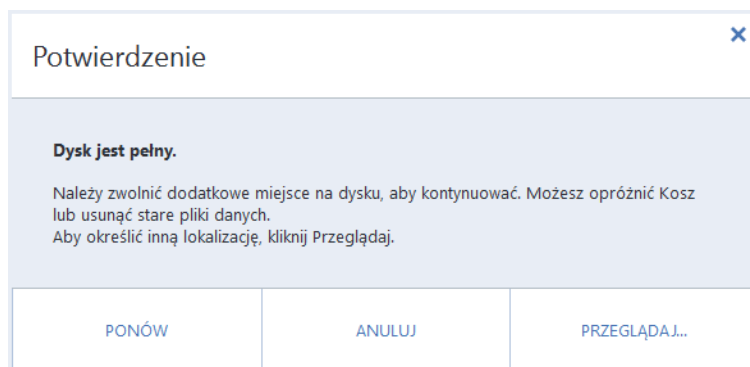 Potwierdzenie
Dysk jest pełny.
Należy zwolnić dodatkowe miejsce na dysku, aby kontynuować. Możesz opróżnić Kosz
lub usunąć stare pliki danych.
Aby określić inną lokalizację, kliknij Przeglądaj.
PONÓW
ANULUJ
PRZEGLĄDAJ...